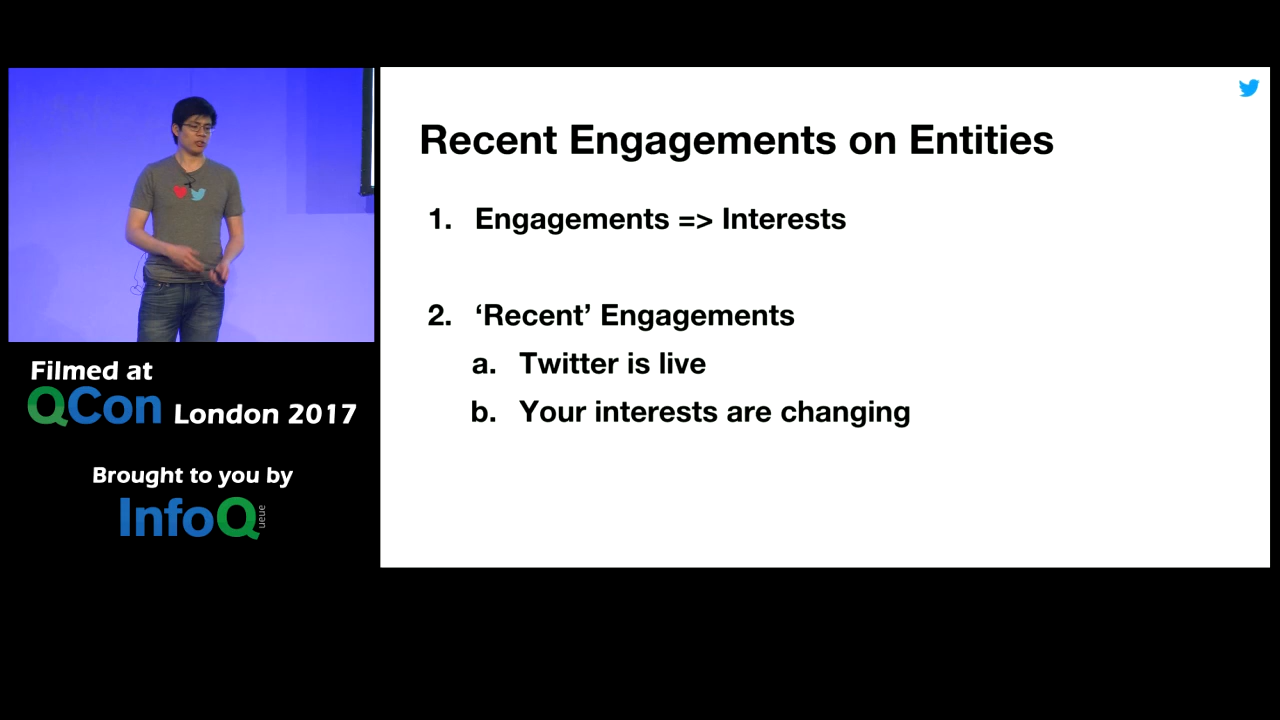 Recent Engagements on Entities
1. Engagements => Interests
2. ‘Recent’ Engagements
a. Twitter is live
b. Your interests are changing
Filmed at
QCon London 2017
Brought to you by
InfoQ
ueue